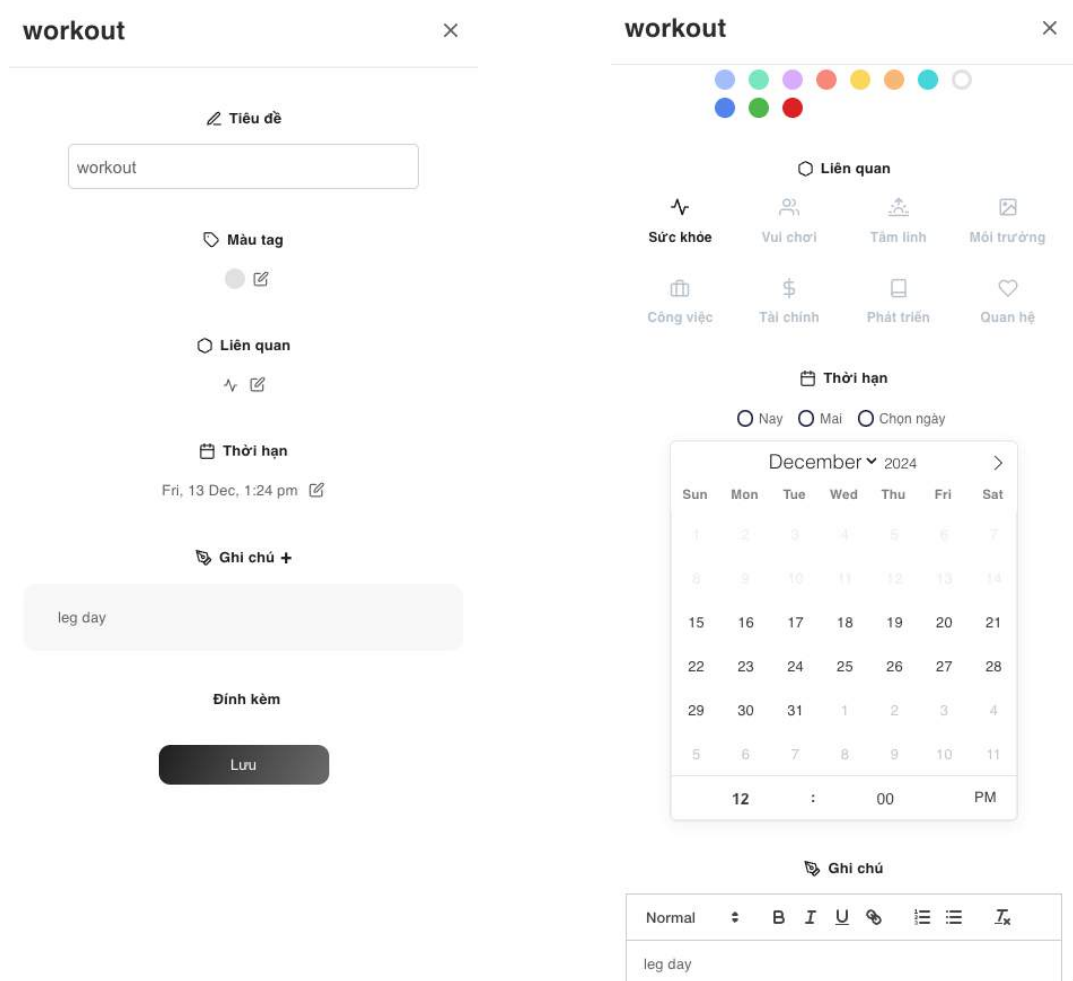 workout
Tiêu đề
workout
Màu tag
Liên quan
Thời hạn
Fri, 13 Dec, 1:24 pm
Ghi chú +
leg day
Đính kèm
Lưu
workout
Liên quan
Sức khỏe Vui chơi Tâm linh Môi trường
Công việc Tài chính Phát triển Quan hệ
Thời hạn
Nay Mai Chọn ngày
December 2024
Sun Mon Tue Wed Thu Fri Sat
1 2 3 4 5 6 7
8 9 10 11 12 13 14
15 16 17 18 19 20 21
22 23 24 25 26 27 28
29 30 31 1 2 3 4
5 6 7 8 9 10 11
12 : 00 PM
Ghi chú
Normal B I U
leg day